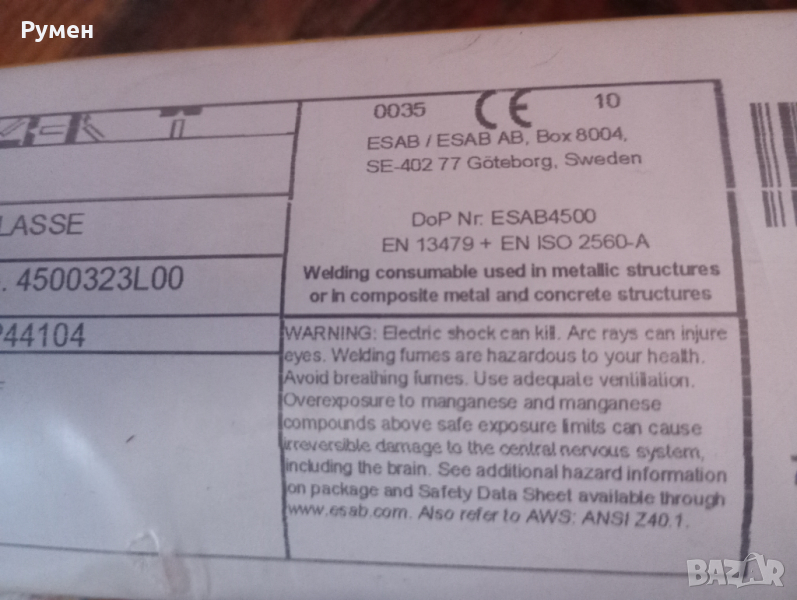 Румен
0035 CE 10
ESAB / ESAB AB, Box 8004,
SE-402 77 Göteborg, Sweden
LASSE
DoP Nr. ESAB4500
EN 13479 + EN ISO 2560-A
. 4500323L00
Welding consumable used in metallic structures
or in composite metal and concrete structures
44104
WARNING: Electric shock can kill. Arc rays can injure
eyes. Welding fumes are hazardous to your health.
Avoid breathing fumes. Use adequate ventilation.
Overexposure to manganese and manganese
compounds above safe exposure limits can cause
irreversible damage to the central nervous system,
including the brain. See additional hazard information
on package and Safety Data Sheet available through
www.esab.com. Also refer to AWS: ANSI Z40.1.
BAZAR